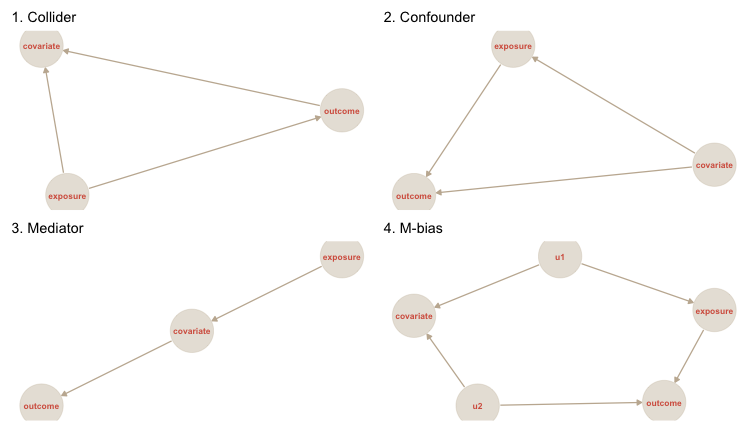 1. Collider
covariate
outcome
exposure
2. Confounder
exposure
covariate
outcome
3. Mediator
exposure
covariate
outcome
4. M-bias
u1
covariate
exposure
u2
outcome